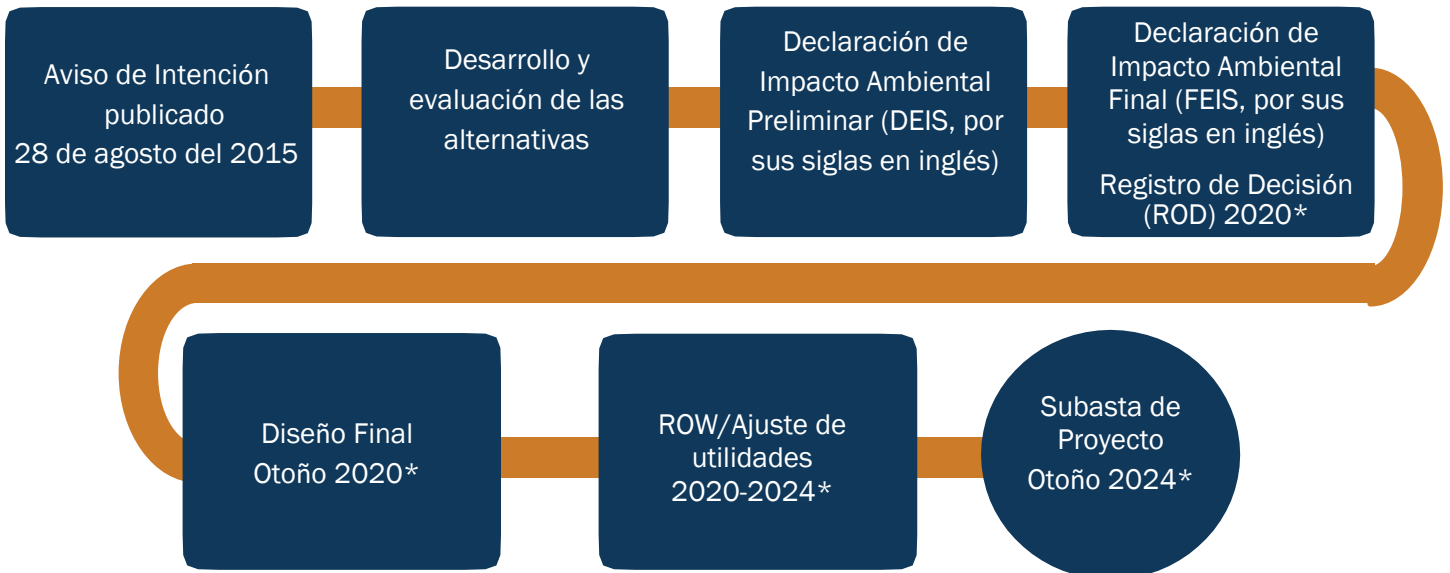 Aviso de Intención
publicado
28 de agosto del 2015
Desarrollo y
evaluación de las
alternativas
Declaración de
Impacto Ambiental
Preliminar (DEIS, por
sus siglas en inglés)
Declaración de
Impacto Ambiental
Final (FEIS, por sus
siglas en inglés)
Registro de Decisión
(ROD) 2020*
Diseño Final
Otoño 2020*
ROW/Ajuste de
utilidades
2020-2024*
Subasta de
Proyecto
Otoño 2024*